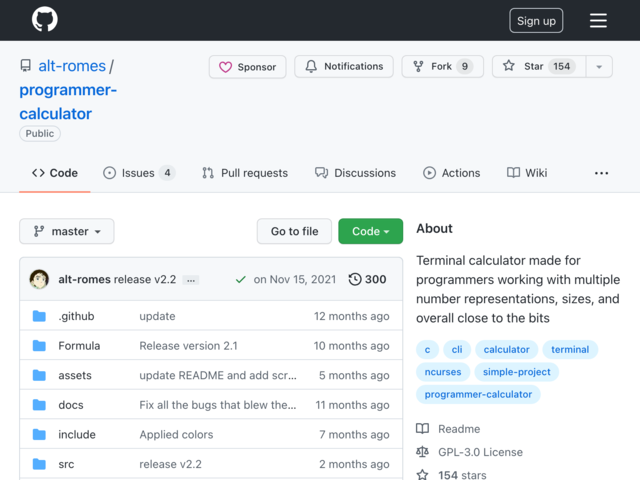 Sign up
alt-romes /
programmer-
calculator
Public
Sponsor
Notifications
Fork 9
Star 154
Code
Issues 4
Pull requests
Discussions
Actions
Wiki
...
master
Go to file
Code
About
Terminal calculator made for
programmers working with multiple
number representations, sizes, and
overall close to the bits
c cli calculator terminal
ncurses simple-project
programmer-calculator
Readme
GPL-3.0 License
154 stars
alt-romes release v2.2 ... on Nov 15, 2021 300
.github update 12 months ago
Formula Release version 2.1 10 months ago
assets update README and add scr... 5 months ago
docs Fix all the bugs that blew the... 11 months ago
include Applied colors 7 months ago
src release v2.2 2 months ago